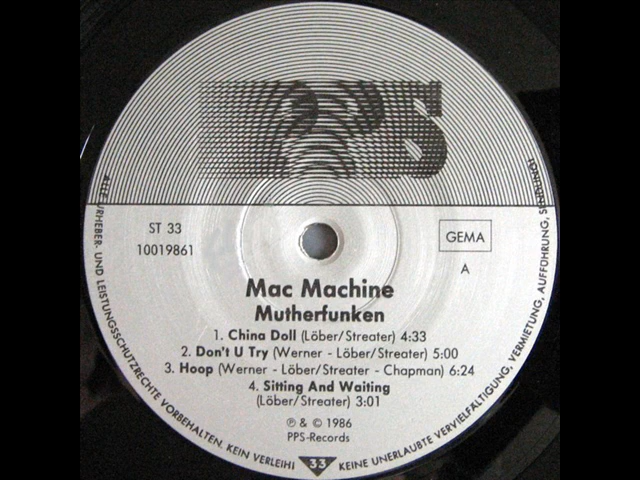 PPS
ST 33
10019861
GEMA
A
Mac Machine
Mutherfunken
1. China Doll (Löber/Streater) 4:33
2. Don't U Try (Werner - Löber/Streater) 5:00
3. Hoop (Werner - Löber/Streater - Chapman) 6:24
4. Sitting And Waiting
(Löber/Streater) 3:01
℗ & © 1986
PPS-Records
33
ALLE URHEBER- UND LEISTUNGSSCHUTZRECHTE VORBEHALTEN. KEIN VERLEIH! KEINE UNERLAUBTE VERVIELFÄLTIGUNG, VERMIETUNG, AUFFÜHRUNG, SENDUNG!